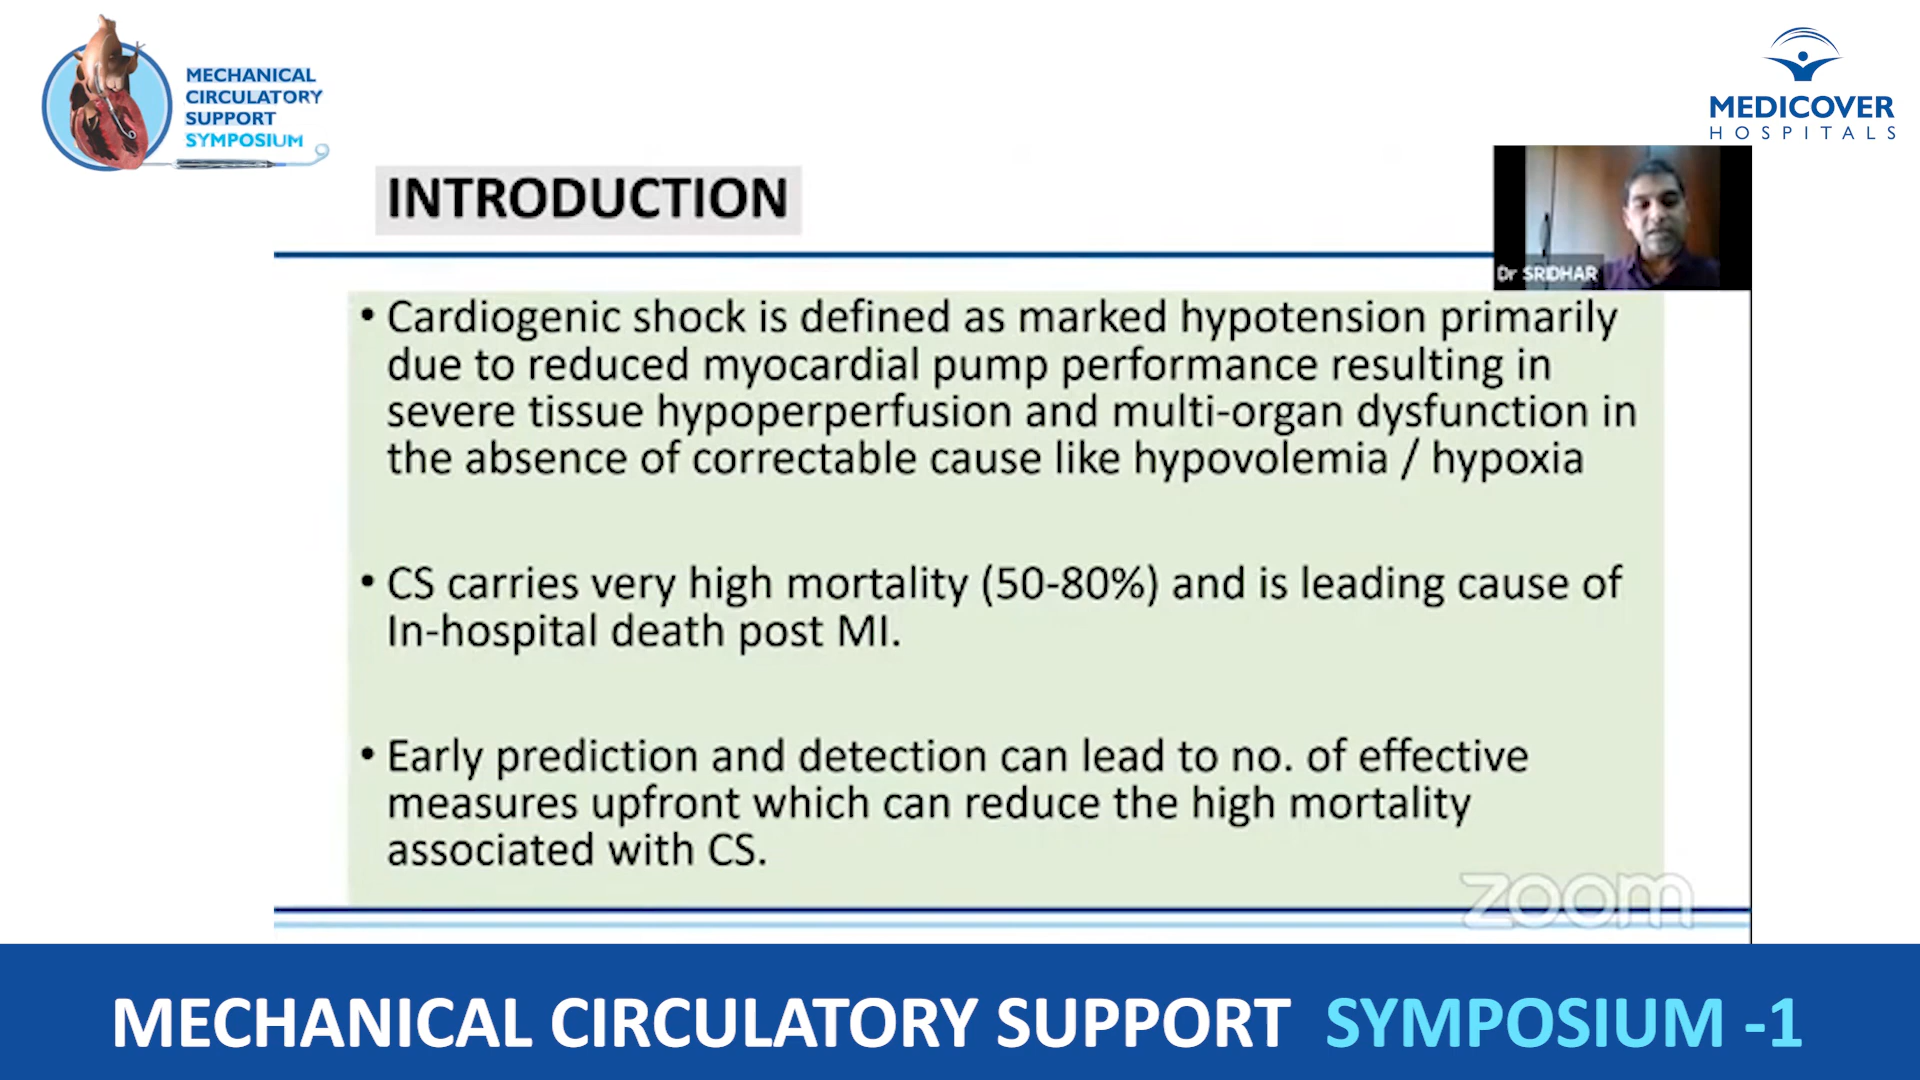 MECHANICAL
CIRCULATORY
SUPPORT
SYMPOSIUM
MEDICOVER
HOSPITALS
INTRODUCTION
Dr SRIDHAR
• Cardiogenic shock is defined as marked hypotension primarily
due to reduced myocardial pump performance resulting in
severe tissue hypoperperfusion and multi-organ dysfunction in
the absence of correctable cause like hypovolemia / hypoxia
• CS carries very high mortality (50-80%) and is leading cause of
In-hospital death post MI.
• Early prediction and detection can lead to no. of effective
measures upfront which can reduce the high mortality
associated with CS.
zoom
MECHANICAL CIRCULATORY SUPPORT SYMPOSIUM -1